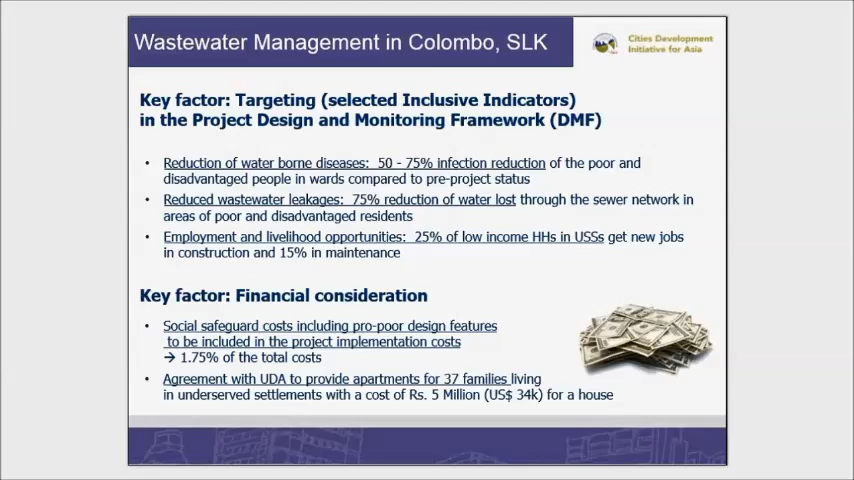 Wastewater Management in Colombo, SLK
Cities Development
Initiative for Asia
Key factor: Targeting (selected Inclusive Indicators)
in the Project Design and Monitoring Framework (DMF)
• Reduction of water borne diseases: 50 - 75% infection reduction of the poor and
disadvantaged people in wards compared to pre-project status
• Reduced wastewater leakages: 75% reduction of water lost through the sewer network in
areas of poor and disadvantaged residents
• Employment and livelihood opportunities: 25% of low income HHs in USSs get new jobs
in construction and 15% in maintenance
Key factor: Financial consideration
• Social safeguard costs including pro-poor design features
to be included in the project implementation costs
→ 1.75% of the total costs
• Agreement with UDA to provide apartments for 37 families living
in underserved settlements with a cost of Rs. 5 Million (US$ 34k) for a house